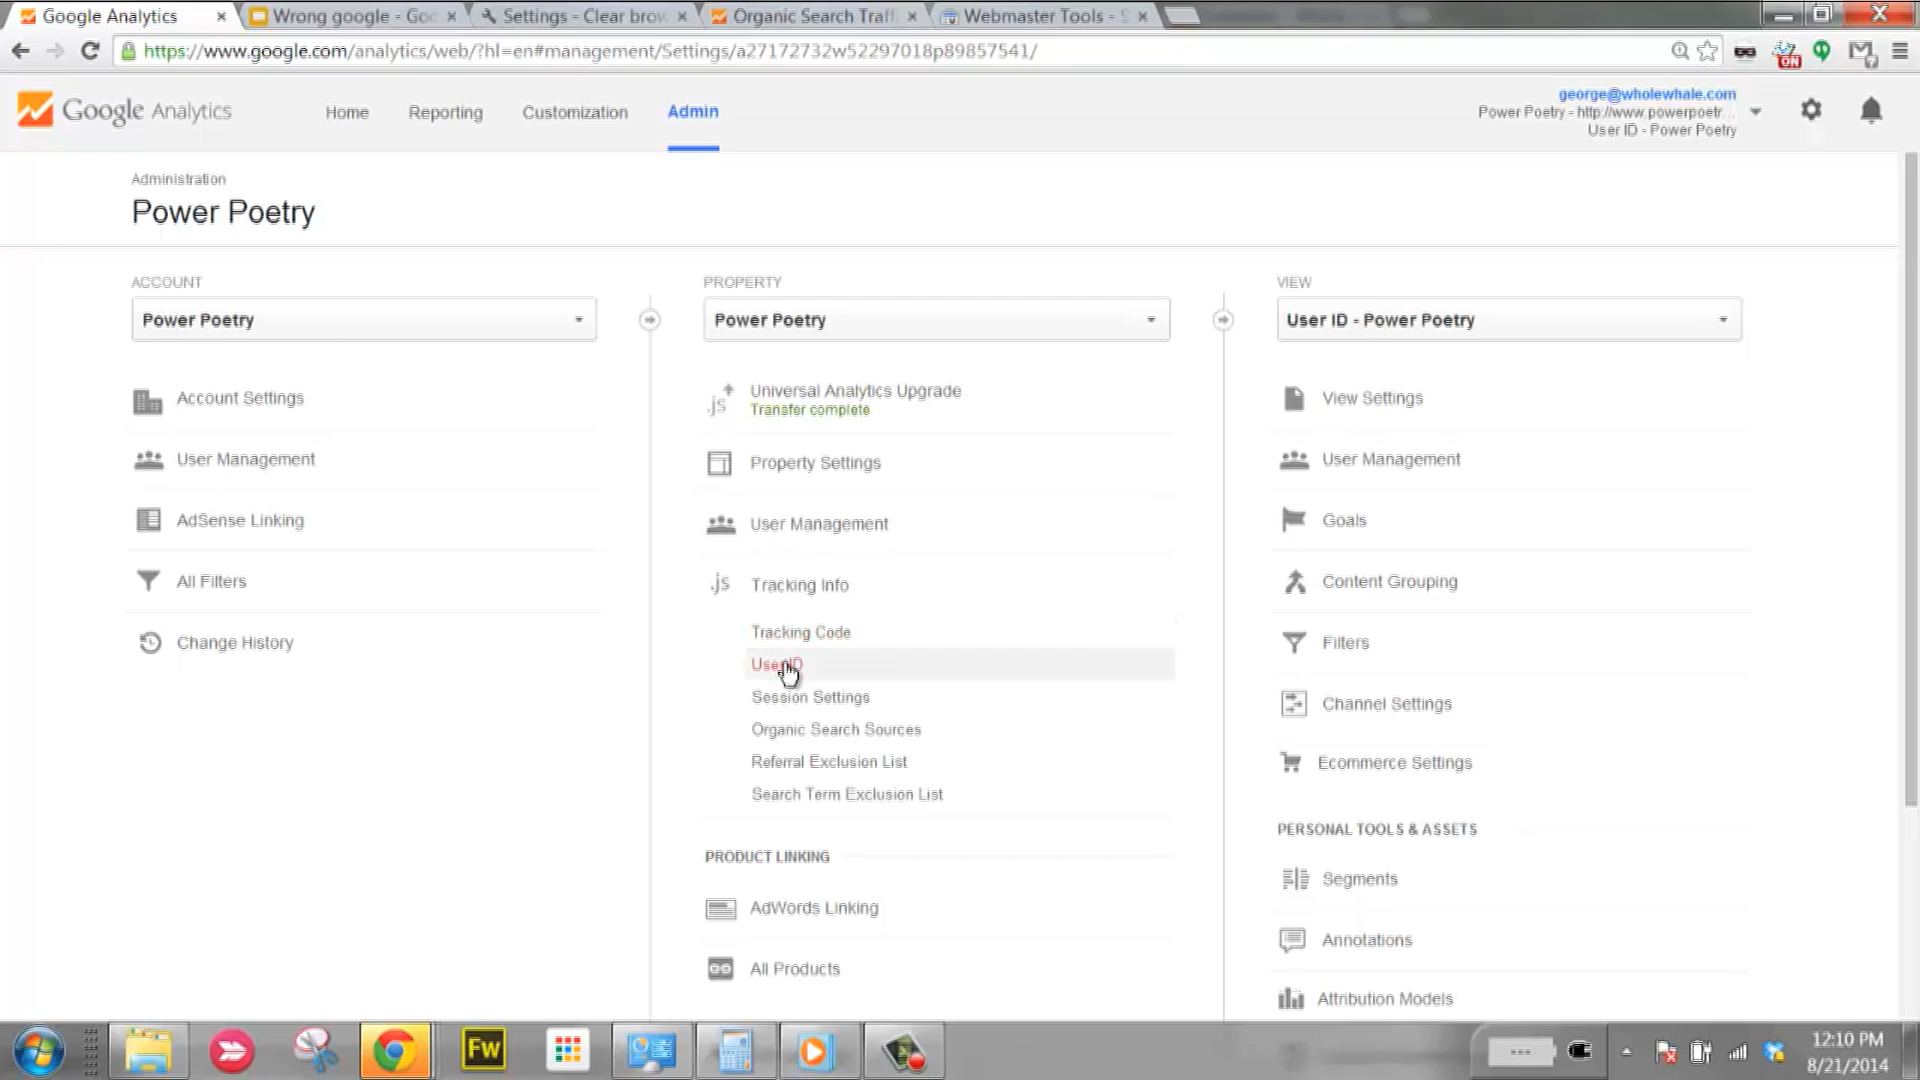 Google Analytics
Wrong google - Goo
Settings - Clear brow
Organic Search Traff
Webmaster Tools - S
https://www.google.com/analytics/web/?hl=en#management/Settings/a27172732w52297018p89857541/
ON
Google Analytics
Home
Reporting
Customization
Admin
george@wholewhale.com
Power Poetry - http://www.powerpoetr...
User ID - Power Poetry
Administration
Power Poetry
ACCOUNT
Power Poetry
Account Settings
User Management
AdSense Linking
All Filters
Change History
PROPERTY
Power Poetry
.js
Universal Analytics Upgrade
Transfer complete
Property Settings
User Management
.js
Tracking Info
Tracking Code
User-ID
Session Settings
Organic Search Sources
Referral Exclusion List
Search Term Exclusion List
PRODUCT LINKING
AdWords Linking
All Products
VIEW
User ID - Power Poetry
View Settings
User Management
Goals
Content Grouping
Filters
Channel Settings
Ecommerce Settings
PERSONAL TOOLS & ASSETS
Segments
Annotations
Attribution Models
Fw
12:10 PM
8/21/2014